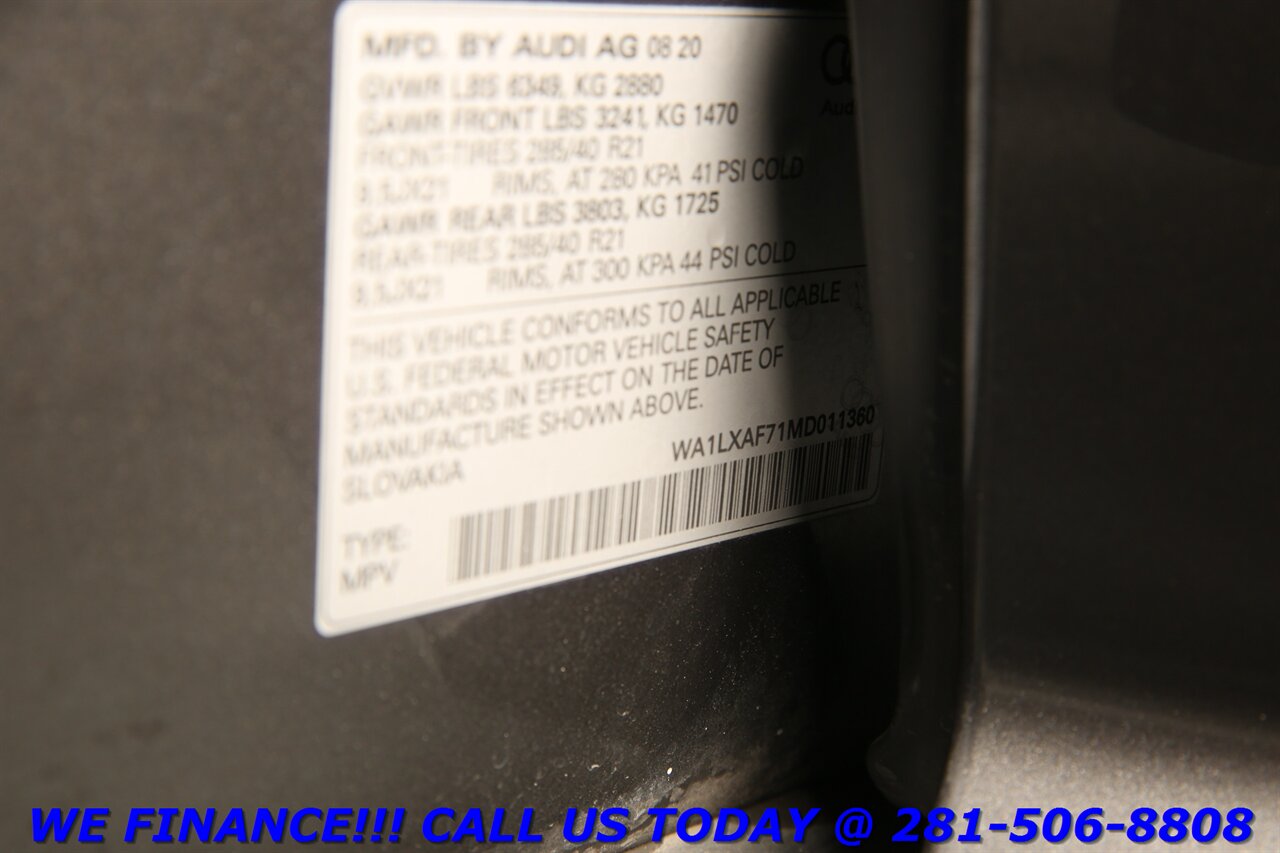 MFD. BY AUDI AG 08 20
GVWR LBS 6349, KG 2880
GAWR FRONT LBS 3241, KG 1470
FRONT-TIRES 285/40 R21
9,5JX21 RIMS, AT 280 KPA 41 PSI COLD
GAWR REAR LBS 3803, KG 1725
REAR-TIRES 285/40 R21
9,5JX21 RIMS, AT 300 KPA 44 PSI COLD
THIS VEHICLE CONFORMS TO ALL APPLICABLE
U.S. FEDERAL MOTOR VEHICLE SAFETY
STANDARDS IN EFFECT ON THE DATE OF
MANUFACTURE SHOWN ABOVE.
SLOVAKIA
WA1LXAF71MD011360
TYPE:
MPV
Audi
WE FINANCE!!! CALL US TODAY @ 281-506-8808